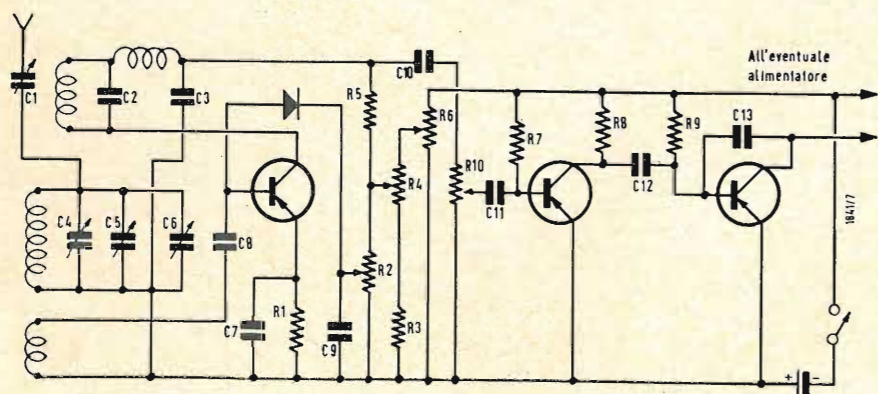 All'eventuale
alimentatore
C1
C2
C3
C10
R5
R6
R7
R8
R9
C13
R4
R10
C11
C12
C4
C5
C6
C8
R2
C7
R1
C9
R3
1841/7
+ -